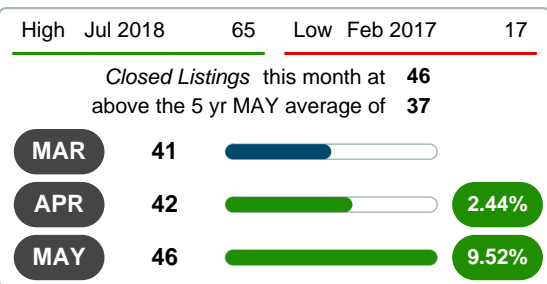 High Jul 2018 65 Low Feb 2017 17
Closed Listings this month at 46
above the 5 yr MAY average of 37
MAR 41
APR 42 2.44%
MAY 46 9.52%